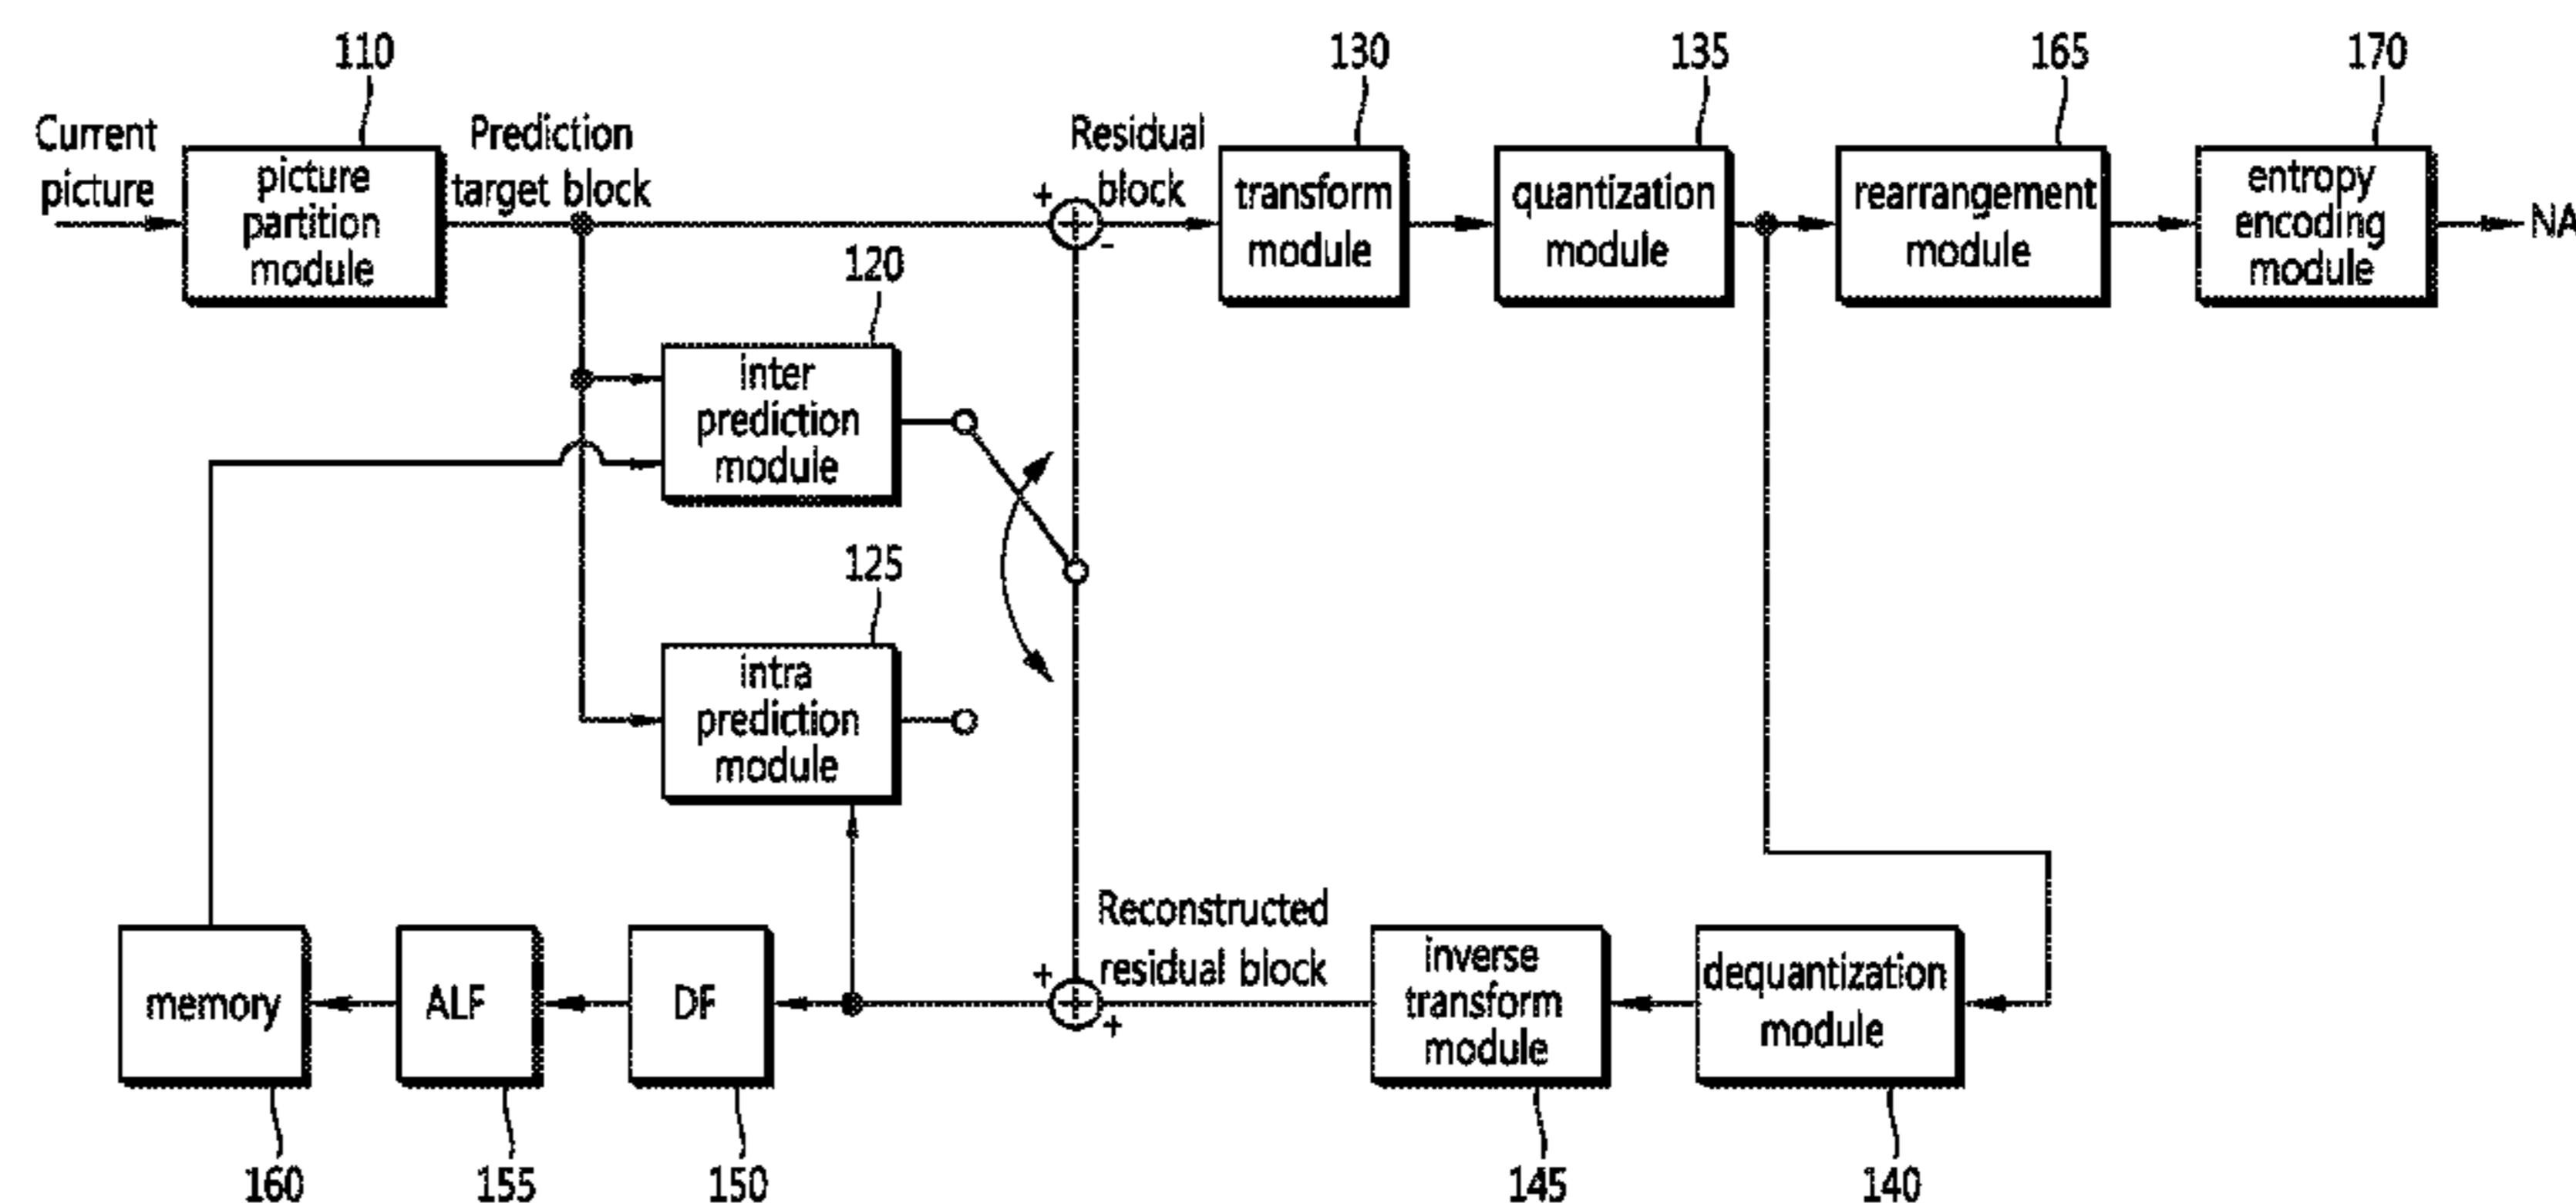 110
130
135
165
170
Current
picture
picture
partition
module
Prediction
target block
+
-
Residual
block
transform
module
quantization
module
rearrangement
module
entropy
encoding
module
NA
120
inter
prediction
module
125
intra
prediction
module
memory
ALF
DF
+
+
Reconstructed
residual block
inverse
transform
module
dequantization
module
160
155
150
145
140